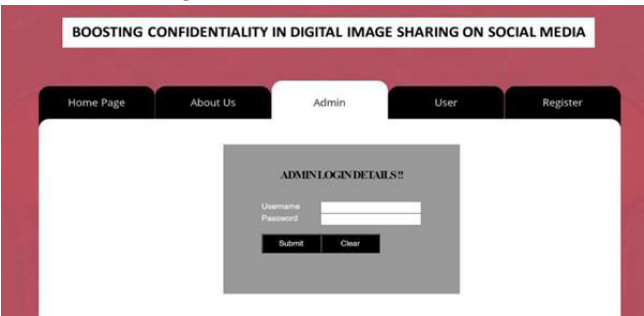 BOOSTING CONFIDENTIALITY IN DIGITAL IMAGE SHARING ON SOCIAL MEDIA
Home Page About Us Admin User Register
ADMIN LOGIN DETAILS !!
Username
Password
Submit Clear